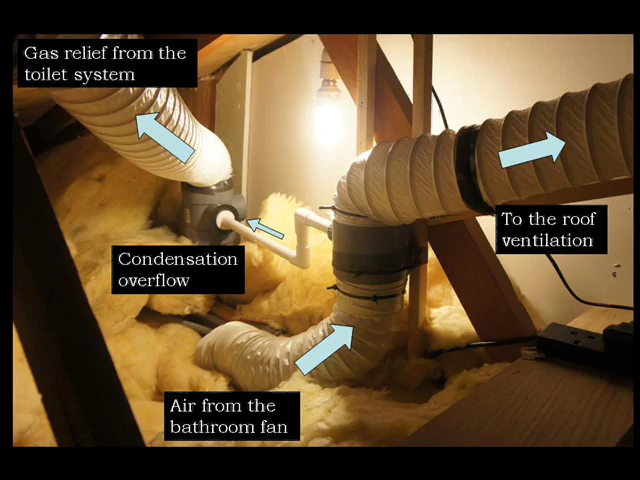 Gas relief from the
toilet system
Condensation
overflow
To the roof
ventilation
Air from the
bathroom fan